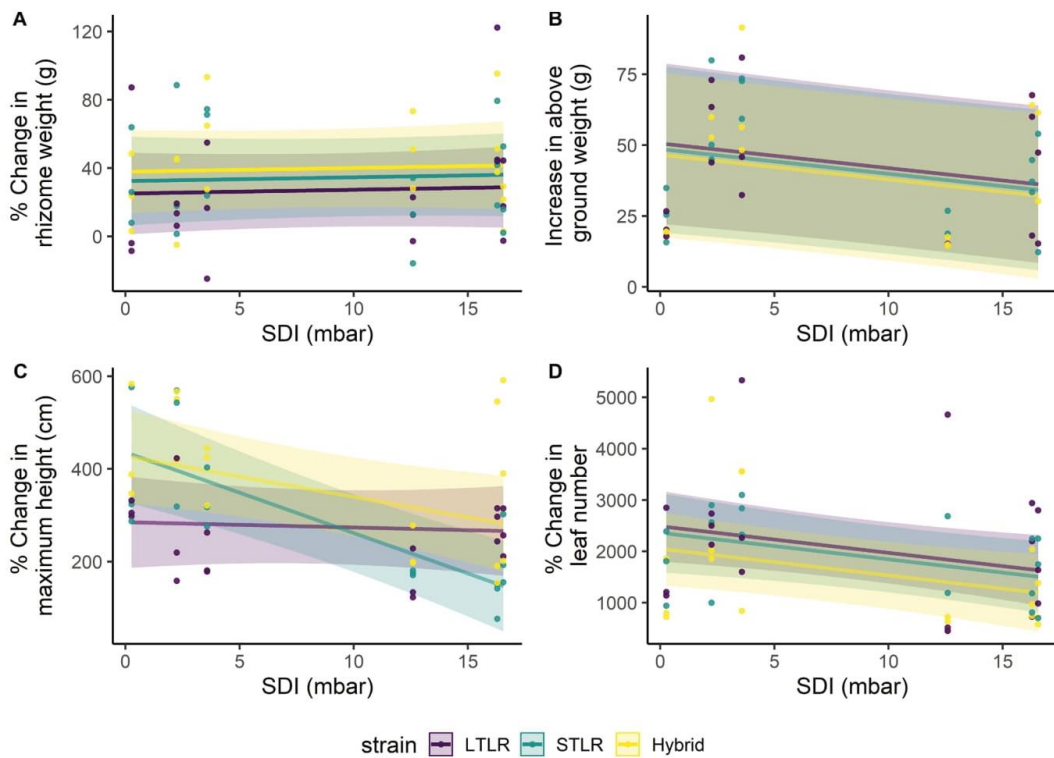 A
% Change in
rhizome weight (g)
120
80
40
0
0
5
10
15
SDI (mbar)
B
Increase in above
ground weight (g)
75
50
25
0
0
5
10
15
SDI (mbar)
C
% Change in
maximum height (cm)
600
400
200
0
5
10
15
SDI (mbar)
D
% Change in
leaf number
5000
4000
3000
2000
1000
0
5
10
15
SDI (mbar)
strain LTLR STLR Hybrid